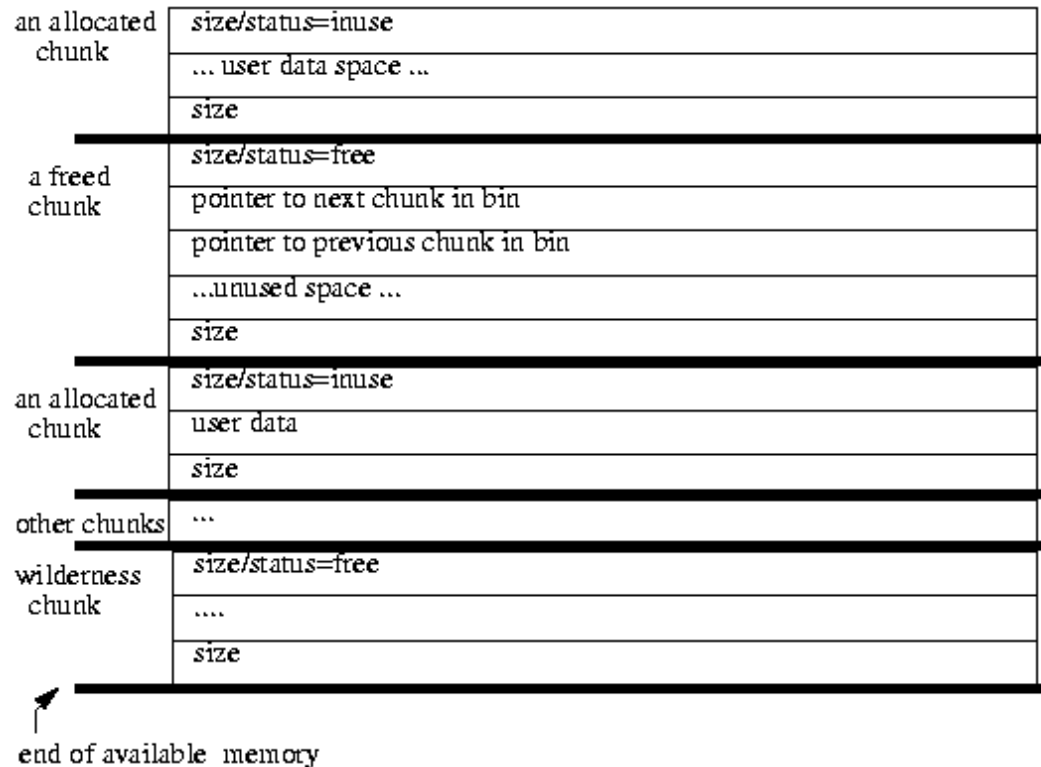 an allocated
chunk
size/status=inuse
... user data space ...
size
a freed
chunk
size/status=free
pointer to next chunk in bin
pointer to previous chunk in bin
...unused space ...
size
an allocated
chunk
size/status=inuse
user data
size
other chunks
...
wilderness
chunk
size/status=free
....
size
end of available memory